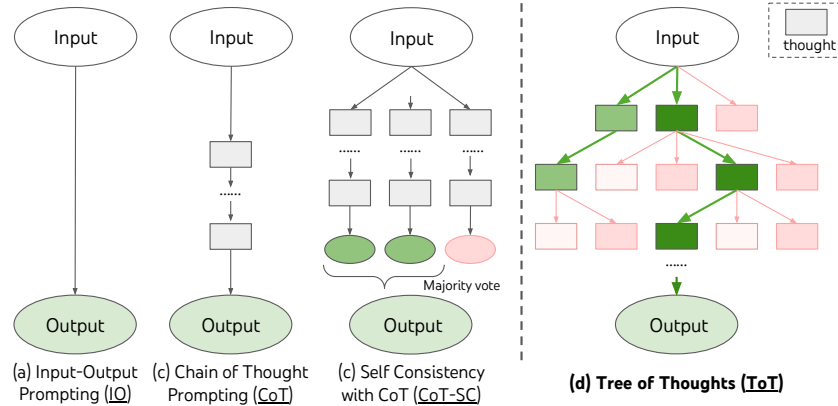 Input
Input
Input
Input
thought
......
......
......
......
......
Majority vote
Output
Output
Output
Output
(a) Input-Output
Prompting (IO)
(c) Chain of Thought
Prompting (CoT)
(c) Self Consistency
with CoT (CoT-SC)
(d) Tree of Thoughts (ToT)